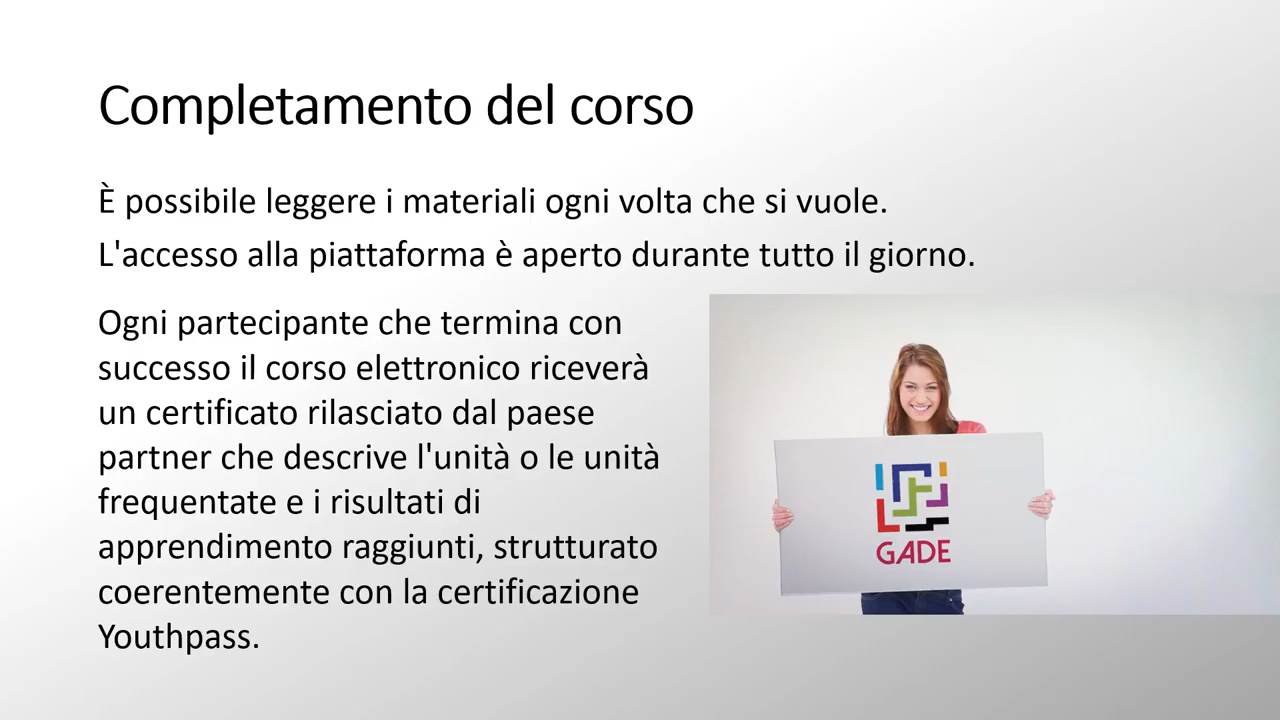 Completamento del corso
È possibile leggere i materiali ogni volta che si vuole.
L'accesso alla piattaforma è aperto durante tutto il giorno.
Ogni partecipante che termina con
successo il corso elettronico riceverà
un certificato rilasciato dal paese
partner che descrive l'unità o le unità
frequentate e i risultati di
apprendimento raggiunti, strutturato
coerentemente con la certificazione
Youthpass.
GADE